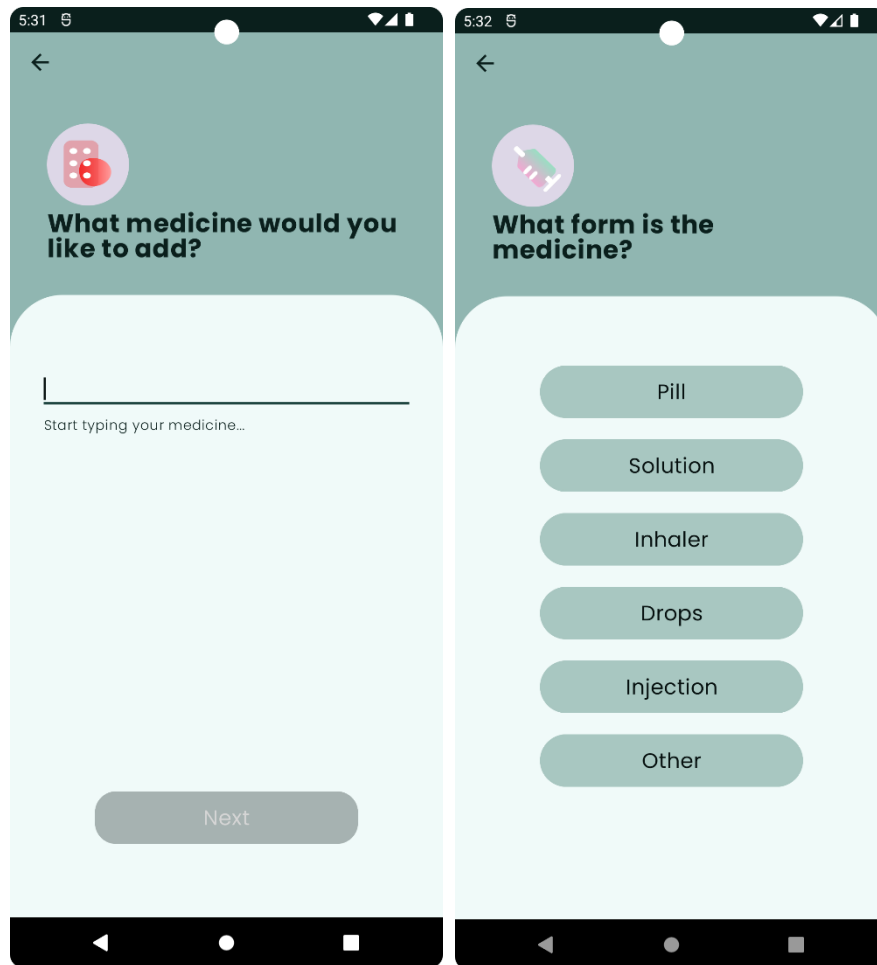 5:31
What medicine would you
like to add?
Start typing your medicine...
Next
5:32
What form is the
medicine?
Pill
Solution
Inhaler
Drops
Injection
Other